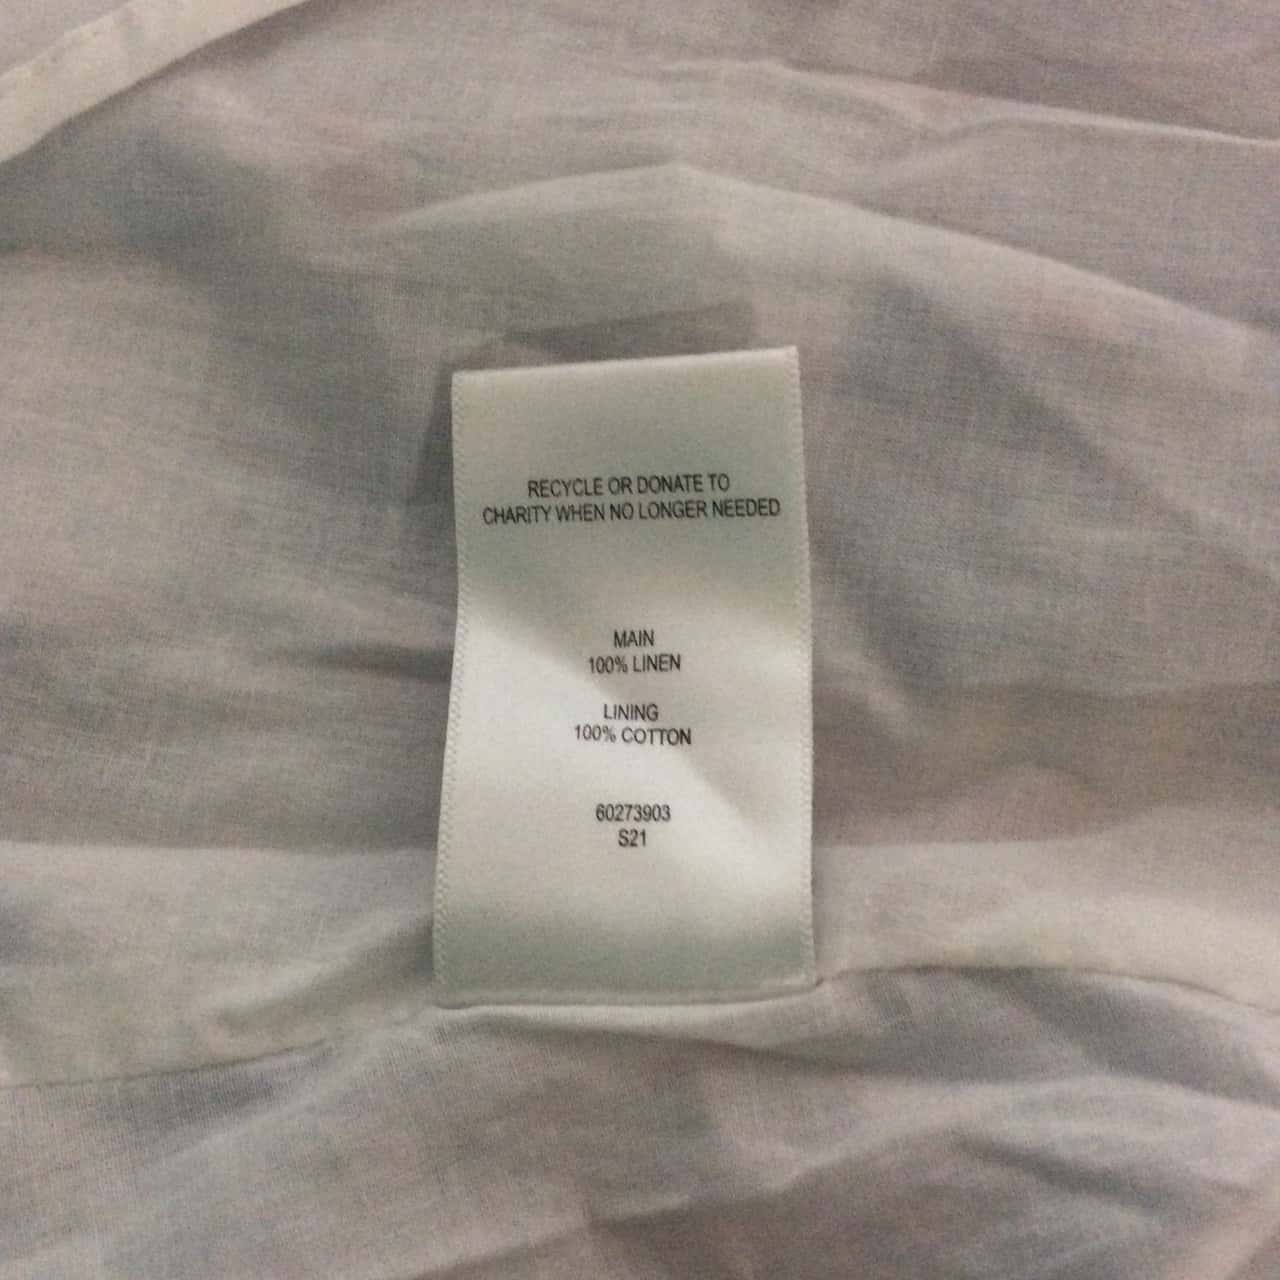 RECYCLE OR DONATE TO
CHARITY WHEN NO LONGER NEEDED
MAIN
100% LINEN
LINING
100% COTTON
60273903
S21